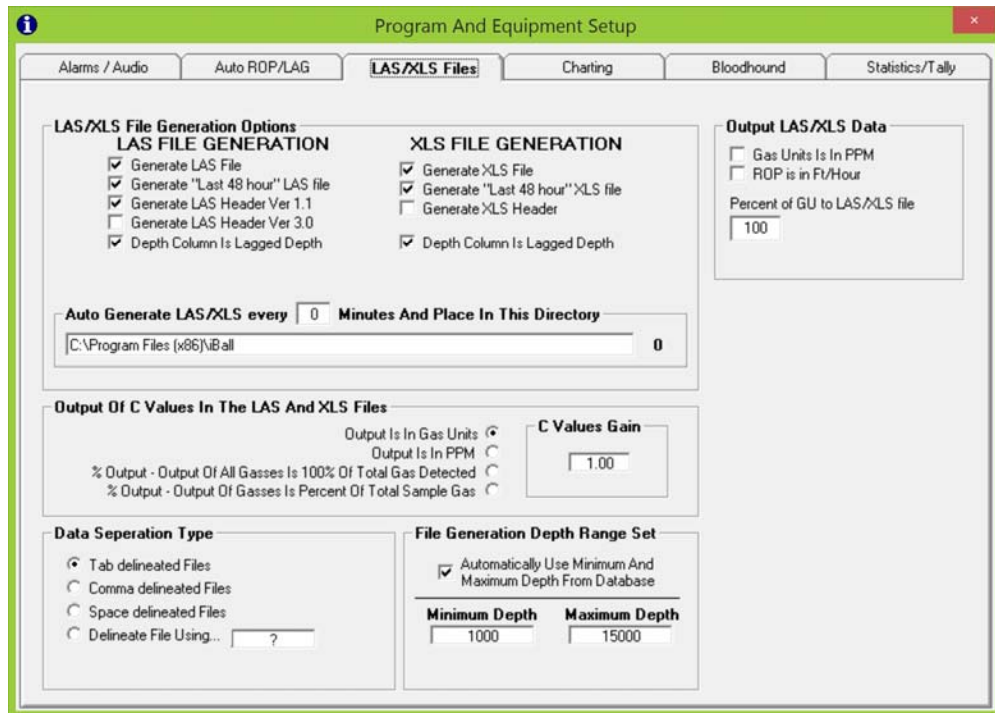 Program And Equipment Setup
Alarms / Audio
Auto ROP/LAG
LAS/XLS Files
Charting
Bloodhound
Statistics/Tally
LAS/XLS File Generation Options
LAS FILE GENERATION
Generate LAS File
Generate "Last 48 hour" LAS file
Generate LAS Header Ver 1.1
Generate LAS Header Ver 3.0
Depth Column Is Lagged Depth
XLS FILE GENERATION
Generate XLS File
Generate "Last 48 hour" XLS file
Generate XLS Header
Depth Column Is Lagged Depth
Auto Generate LAS/XLS every 0 Minutes And Place In This Directory
C:\Program Files (x86)\iBall 0
Output LAS/XLS Data
Gas Units Is In PPM
ROP is in Ft/Hour
Percent of GU to LAS/XLS file
100
Output Of C Values In The LAS And XLS Files
Output Is In Gas Units
Output Is In PPM
% Output - Output Of All Gasses Is 100% Of Total Gas Detected
% Output - Output Of Gasses Is Percent Of Total Sample Gas
C Values Gain
1.00
Data Seperation Type
Tab delineated Files
Comma delineated Files
Space delineated Files
Delineate File Using... ?
File Generation Depth Range Set
Automatically Use Minimum And
Maximum Depth From Database
Minimum Depth Maximum Depth
1000 15000